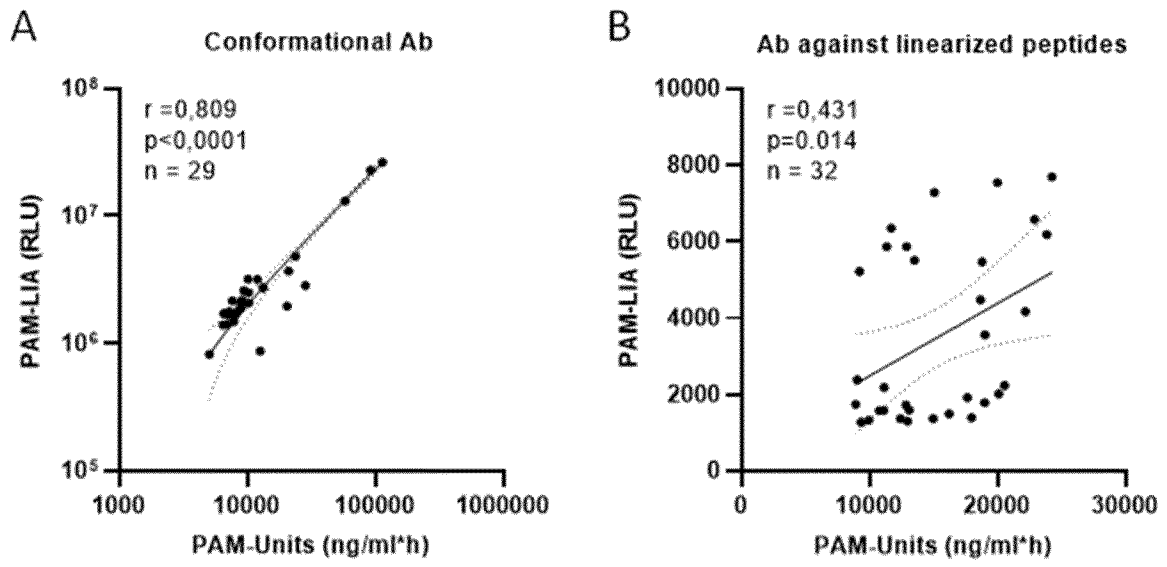 A
Conformational Ab
r =0,809
p<0,0001
n = 29
10⁸
10⁷
10⁶
10⁵
PAM-LIA (RLU)
1000 10000 100000 1000000
PAM-Units (ng/ml*h)
B
Ab against linearized peptides
r =0,431
p=0.014
n = 32
10000
8000
6000
4000
2000
0
PAM-LIA (RLU)
0 10000 20000 30000
PAM-Units (ng/ml*h)